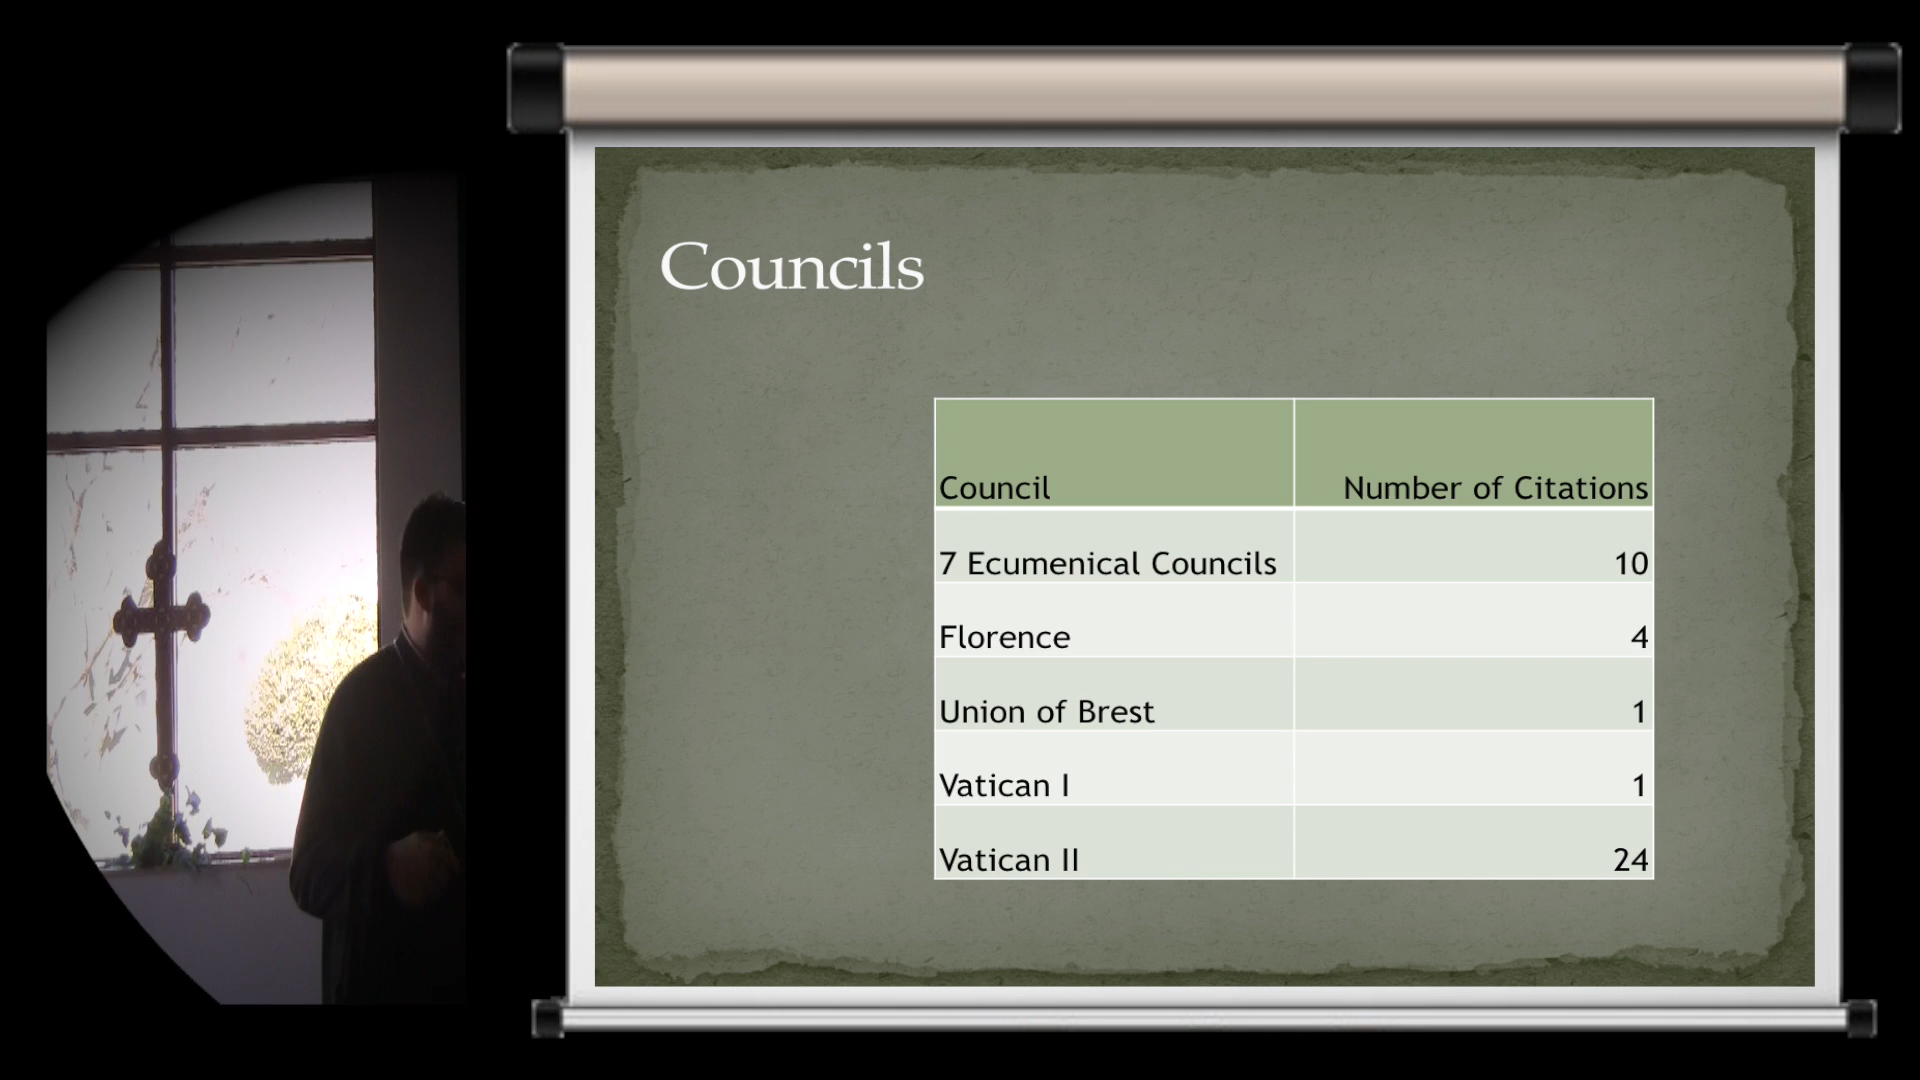 Councils
Council Number of Citations
7 Ecumenical Councils 10
Florence 4
Union of Brest 1
Vatican I 1
Vatican II 24